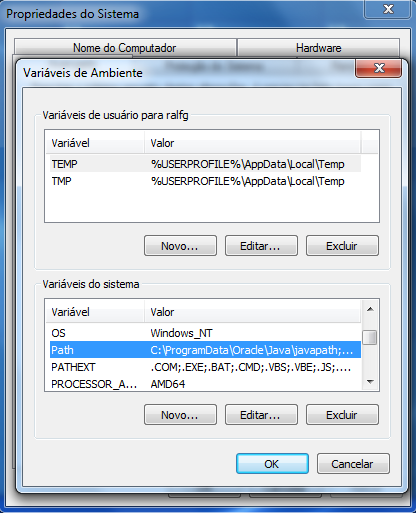 Propriedades do Sistema
Nome do Computador Hardware
Variáveis de Ambiente
Variáveis de usuário para ralfg
Variável Valor
TEMP %USERPROFILE%\AppData\Local\Temp
TMP %USERPROFILE%\AppData\Local\Temp
Novo... Editar... Excluir
Variáveis do sistema
Variável Valor
OS Windows_NT
Path C:\ProgramData\Oracle\Java\javapath;...
PATHEXT .COM;.EXE;.BAT;.CMD;.VBS;.VBE;.JS;....
PROCESSOR_A... AMD64
Novo... Editar... Excluir
OK Cancelar